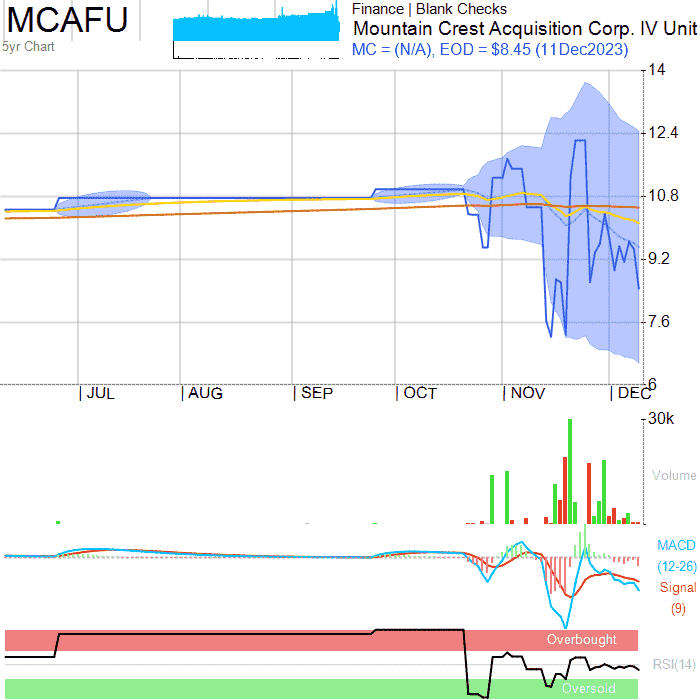 MCAFU
5yr Chart
Finance | Blank Checks
Mountain Crest Acquisition Corp. IV Unit
MC = (N/A), EOD = $8.45 (11Dec2023)
14
12.4
10.8
9.2
7.6
6
| JUL | AUG | SEP | OCT | NOV | DEC
30k
Volume
MACD
(12-26)
Signal
(9)
Overbought
RSI(14)
Oversold